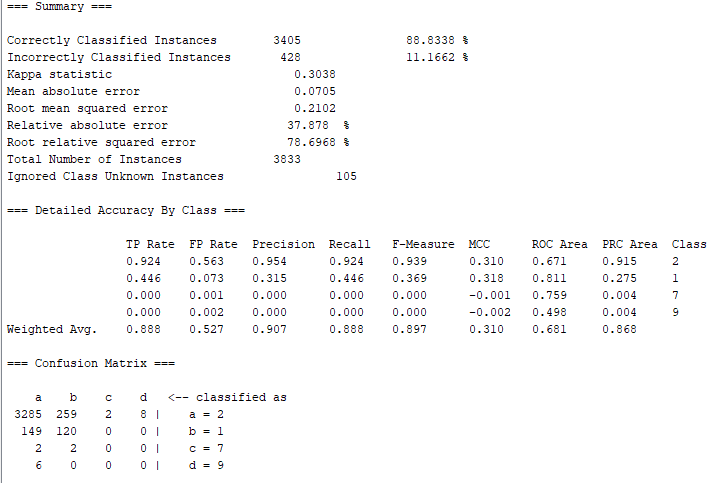 === Summary ===
Correctly Classified Instances 3405 88.8338 %
Incorrectly Classified Instances 428 11.1662 %
Kappa statistic 0.3038
Mean absolute error 0.0705
Root mean squared error 0.2102
Relative absolute error 37.878 %
Root relative squared error 78.6968 %
Total Number of Instances 3833
Ignored Class Unknown Instances 105
=== Detailed Accuracy By Class ===
TP Rate FP Rate Precision Recall F-Measure MCC ROC Area PRC Area Class
0.924 0.563 0.954 0.924 0.939 0.310 0.671 0.915 2
0.446 0.073 0.315 0.446 0.369 0.318 0.811 0.275 1
0.000 0.001 0.000 0.000 0.000 -0.001 0.759 0.004 7
0.000 0.002 0.000 0.000 0.000 -0.002 0.498 0.004 9
Weighted Avg. 0.888 0.527 0.907 0.888 0.897 0.310 0.681 0.868
=== Confusion Matrix ===
a b c d <-- classified as
3285 259 2 8 | a = 2
149 120 0 0 | b = 1
2 2 0 0 | c = 7
6 0 0 0 | d = 9